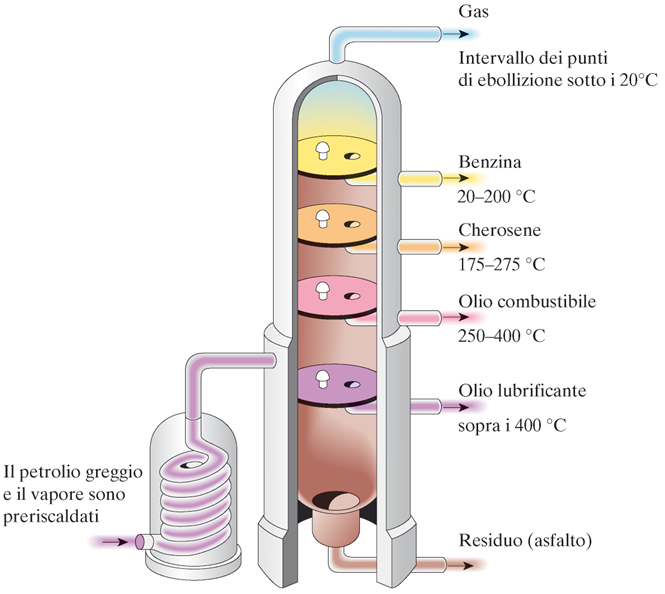 Gas
Intervallo dei punti
di ebollizione sotto i 20°C
Benzina
20–200 °C
Cherosene
175–275 °C
Olio combustibile
250–400 °C
Olio lubrificante
sopra i 400 °C
Il petrolio greggio
e il vapore sono
preriscaldati
Residuo (asfalto)